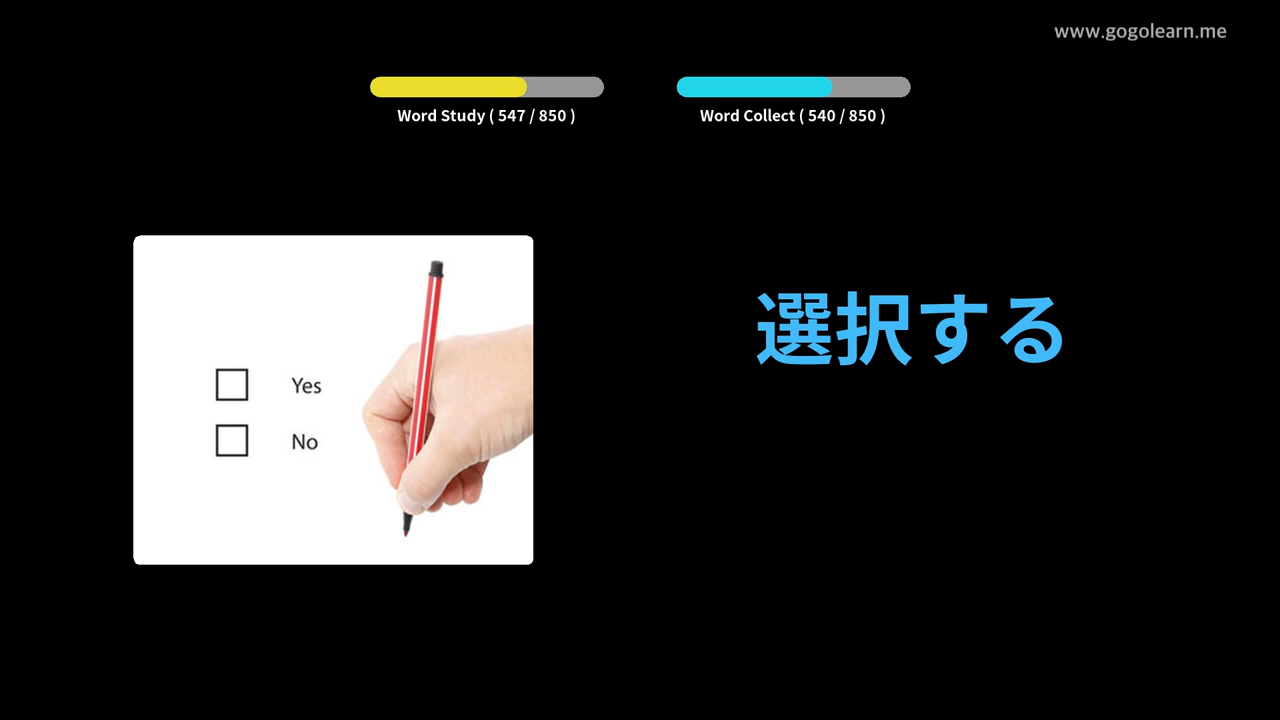 www.gogolearn.me
Word Study ( 547 / 850 )
Word Collect ( 540 / 850 )
選択する
Yes
No